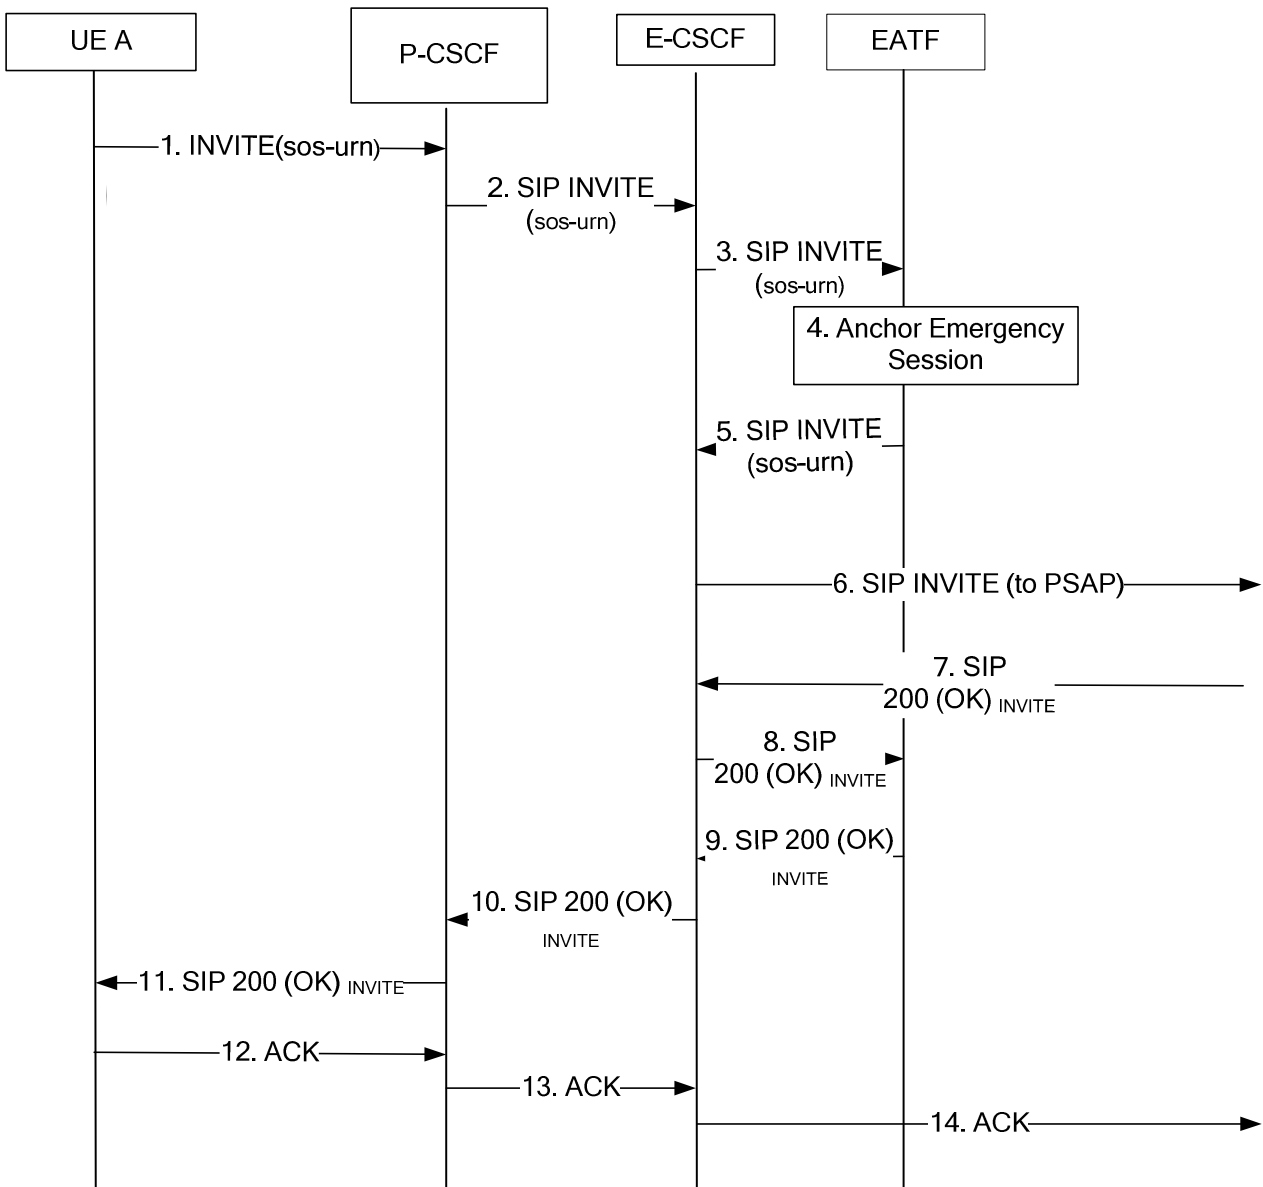 UE A
P-CSCF
E-CSCF
EATF
1. INVITE(sos-urn)
2. SIP INVITE
(sos-urn)
3. SIP INVITE
(sos-urn)
4. Anchor Emergency
Session
5. SIP INVITE
(sos-urn)
6. SIP INVITE (to PSAP)
7. SIP
200 (OK) INVITE
8. SIP
200 (OK) INVITE
9. SIP 200 (OK)
INVITE
10. SIP 200 (OK)
INVITE
11. SIP 200 (OK) INVITE
12. ACK
13. ACK
14. ACK